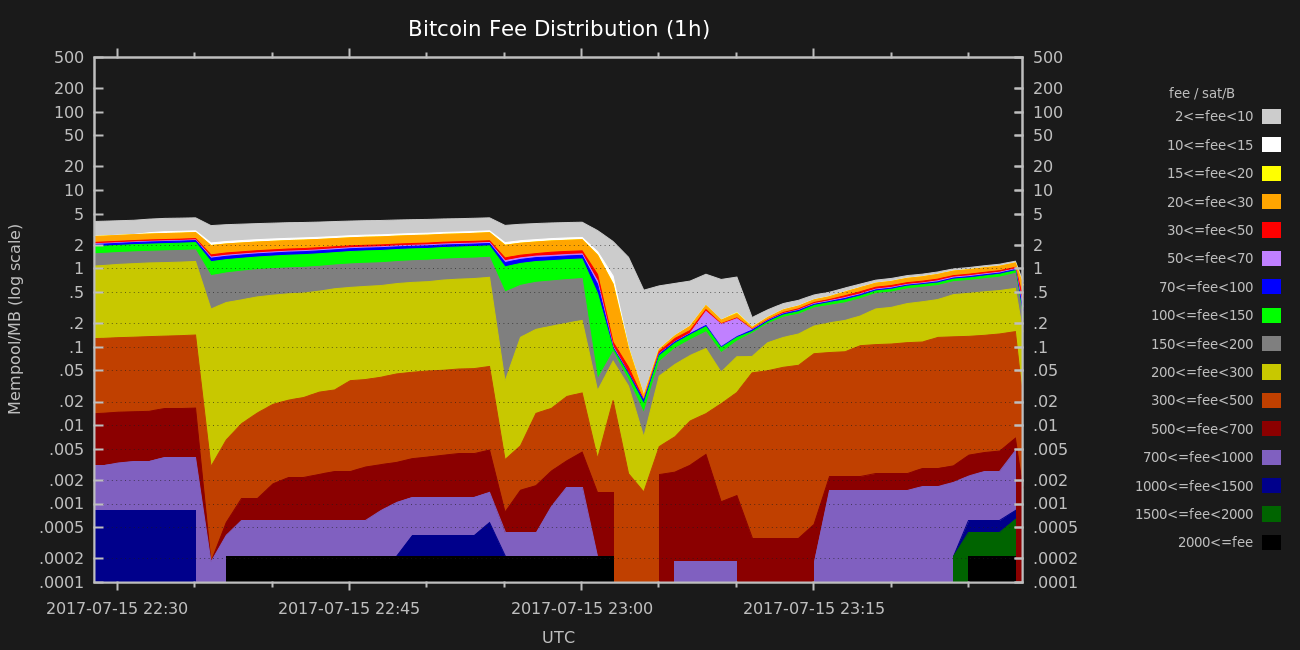 Bitcoin Fee Distribution (1h)
500 500
200 200
100 100
50 50
20 20
10 10
5 5
2 2
1 1
.5 .5
.2 .2
.1 .1
.05 .05
.02 .02
.01 .01
.005 .005
.002 .002
.001 .001
.0005 .0005
.0002 .0002
.0001 .0001
Mempool/MB (log scale)
2017-07-15 22:30 2017-07-15 22:45 2017-07-15 23:00 2017-07-15 23:15
UTC
fee / sat/B
2<=fee<10
10<=fee<15
15<=fee<20
20<=fee<30
30<=fee<50
50<=fee<70
70<=fee<100
100<=fee<150
150<=fee<200
200<=fee<300
300<=fee<500
500<=fee<700
700<=fee<1000
1000<=fee<1500
1500<=fee<2000
2000<=fee